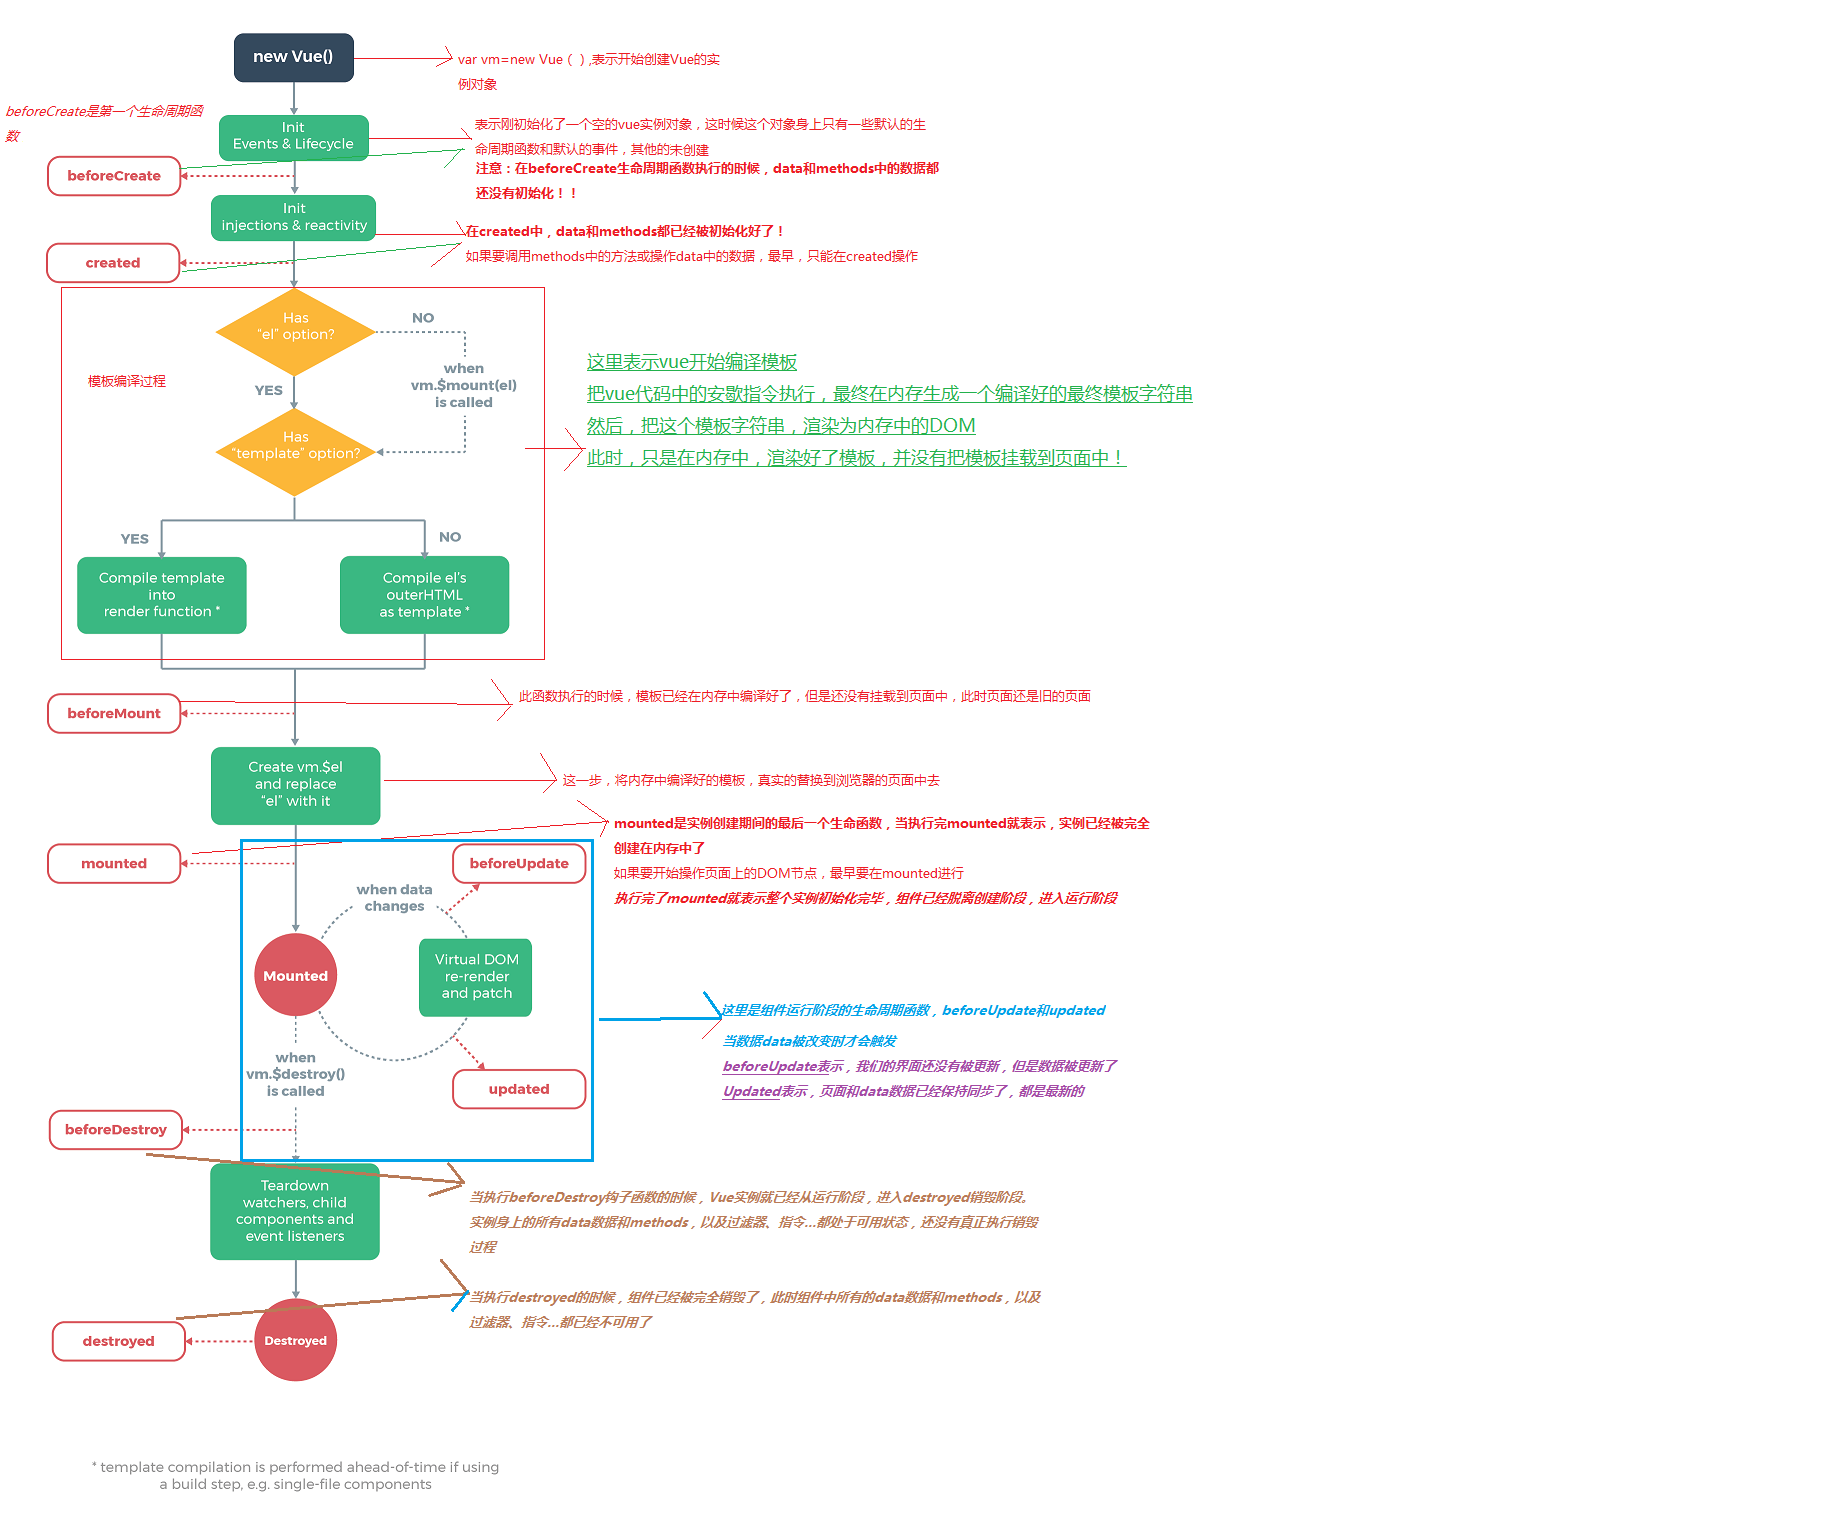 new Vue()
var vm=new Vue ( ) ,表示开始创建Vue的实
例对象
beforeCreate是第一个生命周期函
数
Init
Events & Lifecycle
表示刚初始化了一个空的vue实例对象，这时候这个对象身上只有一些默认的生
命周期函数和默认的事件，其他的未创建
注意：在beforeCreate生命周期函数执行的时候，data和methods中的数据都
还没有初始化！！
beforeCreate
Init
injections & reactivity
在created中，data和methods都已经被初始化好了！
如果要调用methods中的方法或操作data中的数据，最早，只能在created操作
created
Has
“el” option?
NO
when
vm.$mount(el)
is called
模板编译过程
YES
这里表示vue开始编译模板
把vue代码中的安歇指令执行，最终在内存生成一个编译好的最终模板字符串
然后，把这个模板字符串，渲染为内存中的DOM
此时，只是在内存中，渲染好了模板，并没有把模板挂载到页面中！
Has
“template” option?
YES
NO
Compile template
into
render function *
Compile el's
outerHTML
as template *
beforeMount
此函数执行的时候，模板已经在内存中编译好了，但是还没有挂载到页面中，此时页面还是旧的页面
Create vm.$el
and replace
“el” with it
这一步，将内存中编译好的模板，真实的替换到浏览器的页面中去
mounted是实例创建期间的最后一个生命函数，当执行完mounted就表示，实例已经被完全
创建在内存中了
如果要开始操作页面上的DOM节点，最早要在mounted进行
执行完了mounted就表示整个实例初始化完毕，组件已经脱离创建阶段，进入运行阶段
mounted
beforeUpdate
when data
changes
Mounted
Virtual DOM
re-render
and patch
这里是组件运行阶段的生命周期函数，beforeUpdate和updated
当数据data被改变时才会触发
beforeUpdate表示，我们的界面还没有被更新，但是数据被更新了
Updated表示，页面和data数据已经保持同步了，都是最新的
when
vm.$destroy()
is called
updated
beforeDestroy
Teardown
watchers, child
components and
event listeners
当执行beforeDestroy钩子函数的时候，Vue实例就已经从运行阶段，进入destroyed销毁阶段。
实例身上的所有data数据和methods，以及过滤器、指令...都处于可用状态，还没有真正执行销毁
过程
当执行destroyed的时候，组件已经被完全销毁了，此时组件中所有的data数据和methods，以及
过滤器、指令...都已经不可用了
destroyed
Destroyed
* template compilation is performed ahead-of-time if using
a build step, e.g. single-file components